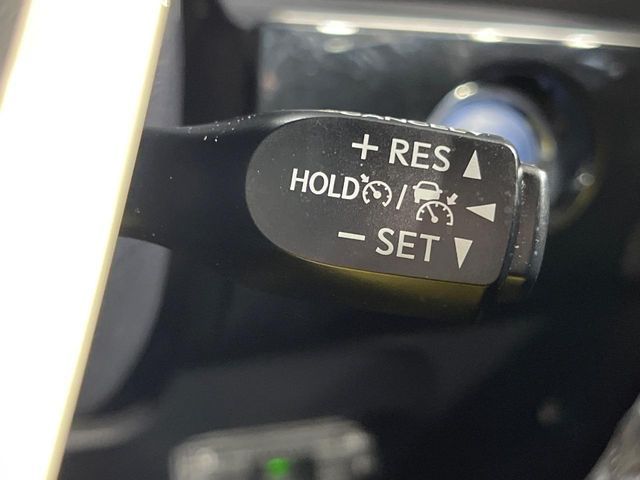 + RES ▲
HOLD / ◀
− SET ▼